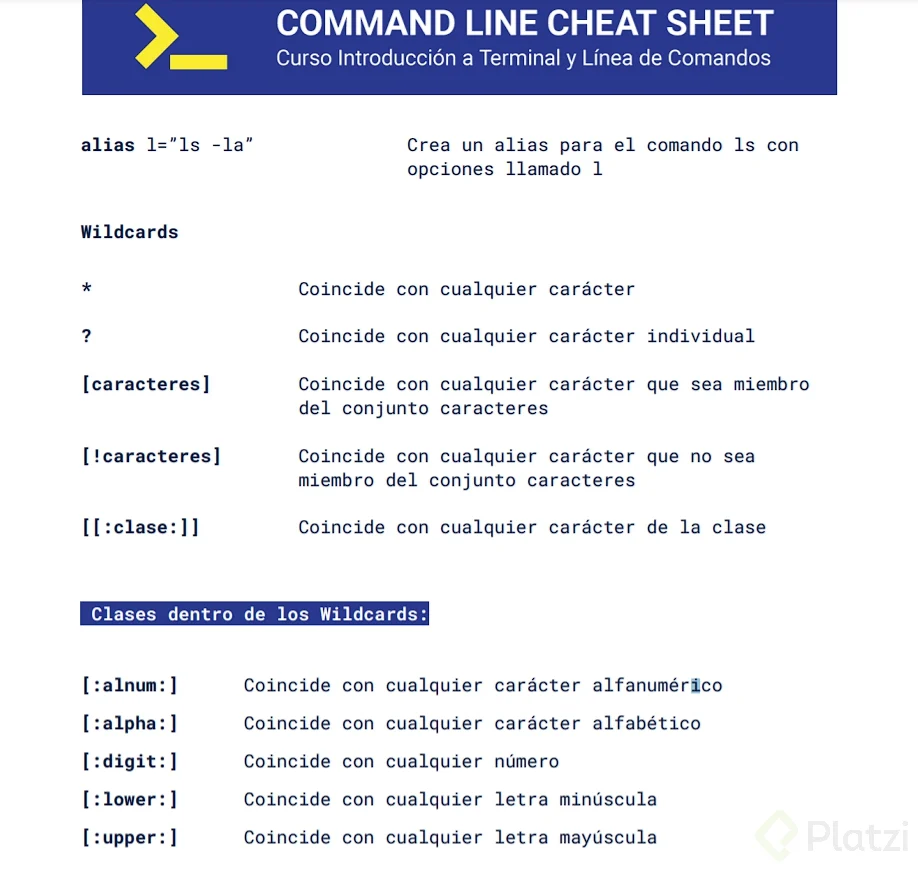 COMMAND LINE CHEAT SHEET
Curso Introducción a Terminal y Línea de Comandos
alias l=”ls -la” Crea un alias para el comando ls con
opciones llamado l
Wildcards
* Coincide con cualquier carácter
? Coincide con cualquier carácter individual
[caracteres] Coincide con cualquier carácter que sea miembro
del conjunto caracteres
[!caracteres] Coincide con cualquier carácter que no sea
miembro del conjunto caracteres
[[:clase:]] Coincide con cualquier carácter de la clase
Clases dentro de los Wildcards:
[:alnum:] Coincide con cualquier carácter alfanumérico
[:alpha:] Coincide con cualquier carácter alfabético
[:digit:] Coincide con cualquier número
[:lower:] Coincide con cualquier letra minúscula
[:upper:] Coincide con cualquier letra mayúscula
Platzi